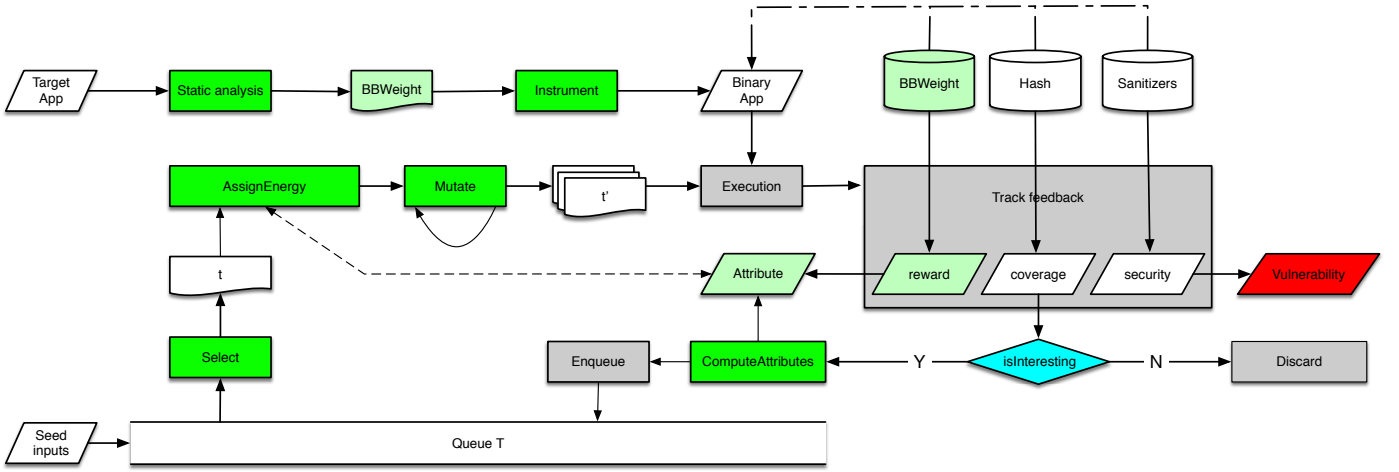 Target
App
Static analysis
BBWeight
Instrument
Binary
App
BBWeight
Hash
Sanitizers
AssignEnergy
Mutate
t'
Execution
Track feedback
t
Attribute
reward
coverage
security
Vulnerability
Select
Enqueue
ComputeAttributes
Y
isInteresting
N
Discard
Seed
inputs
Queue T